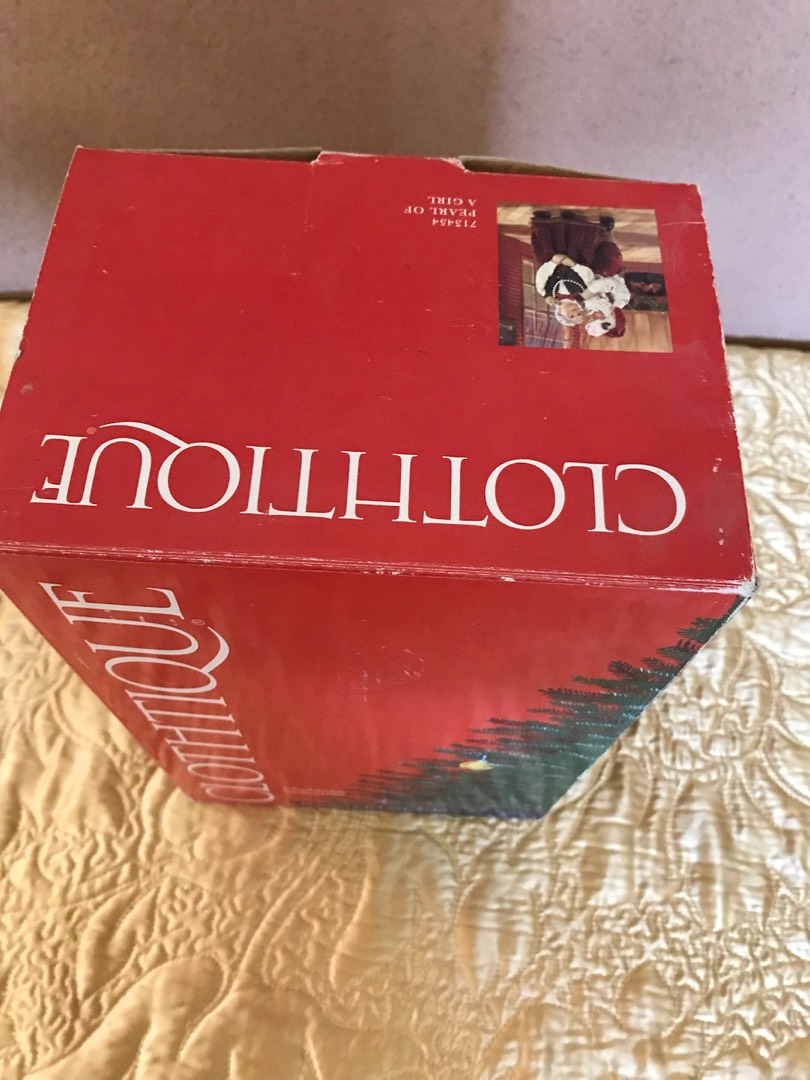 713454
PEARL OF
A GIRL
CLOTHTIQUE®
CLOTHTIQUE®